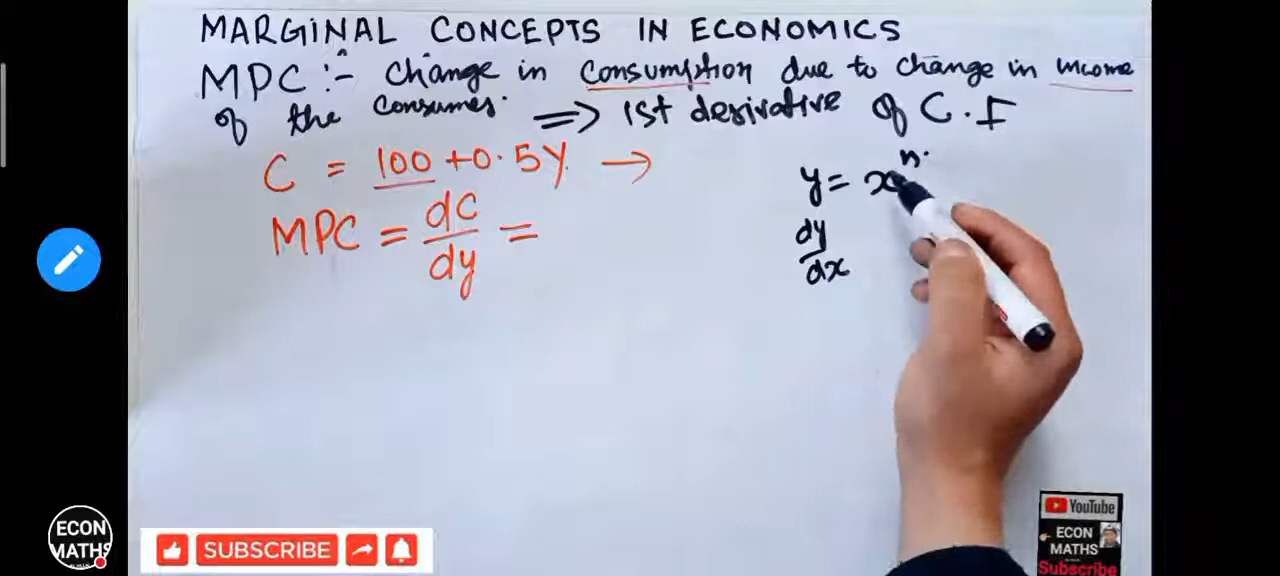 MARGINAL CONCEPTS IN ECONOMICS
MPC :- Change in Consumption due to change in income
of the Consumes. => 1st derivative of C.F
C = 100 + 0.5Y →
MPC = dC/dy =
y = x^n.
dy/dx
ECON MATHS
SUBSCRIBE
YouTube
ECON MATHS
Subscribe